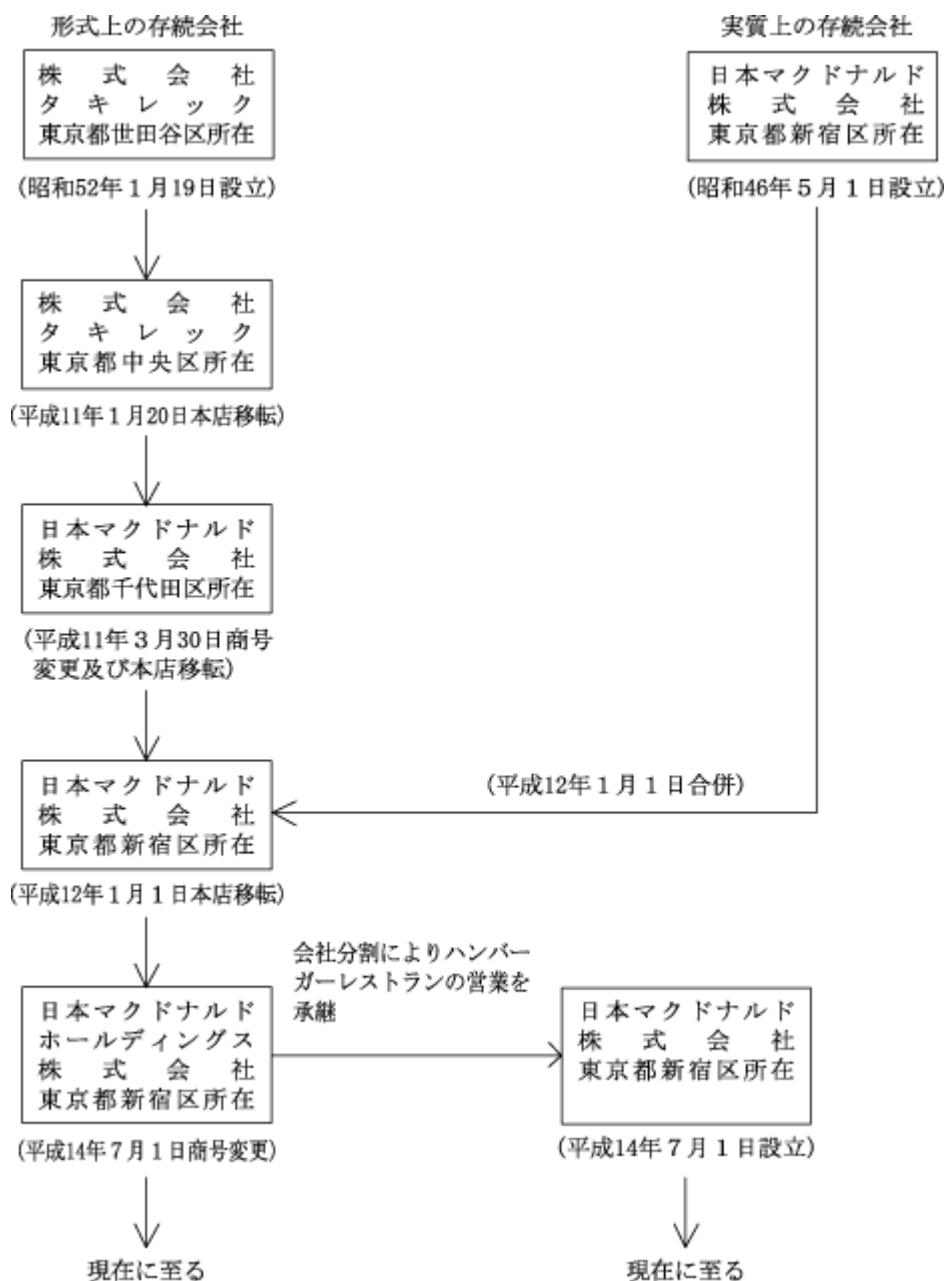 形式上の存続会社
株式会社
タキレック
東京都世田谷区所在
(昭和52年1月19日設立)
株式会社
タキレック
東京都中央区所在
(平成11年1月20日本店移転)
日本マクドナルド
株式会社
東京都千代田区所在
(平成11年3月30日商号
変更及び本店移転)
実質上の存続会社
日本マクドナルド
株式会社
東京都新宿区所在
(昭和46年5月1日設立)
(平成12年1月1日合併)
日本マクドナルド
株式会社
東京都新宿区所在
(平成12年1月1日本店移転)
日本マクドナルド
ホールディングス
株式会社
東京都新宿区所在
(平成14年7月1日商号変更)
現在に至る
会社分割によりハンバー
ガーレストランの営業を
承継
日本マクドナルド
株式会社
東京都新宿区所在
(平成14年7月1日設立)
現在に至る